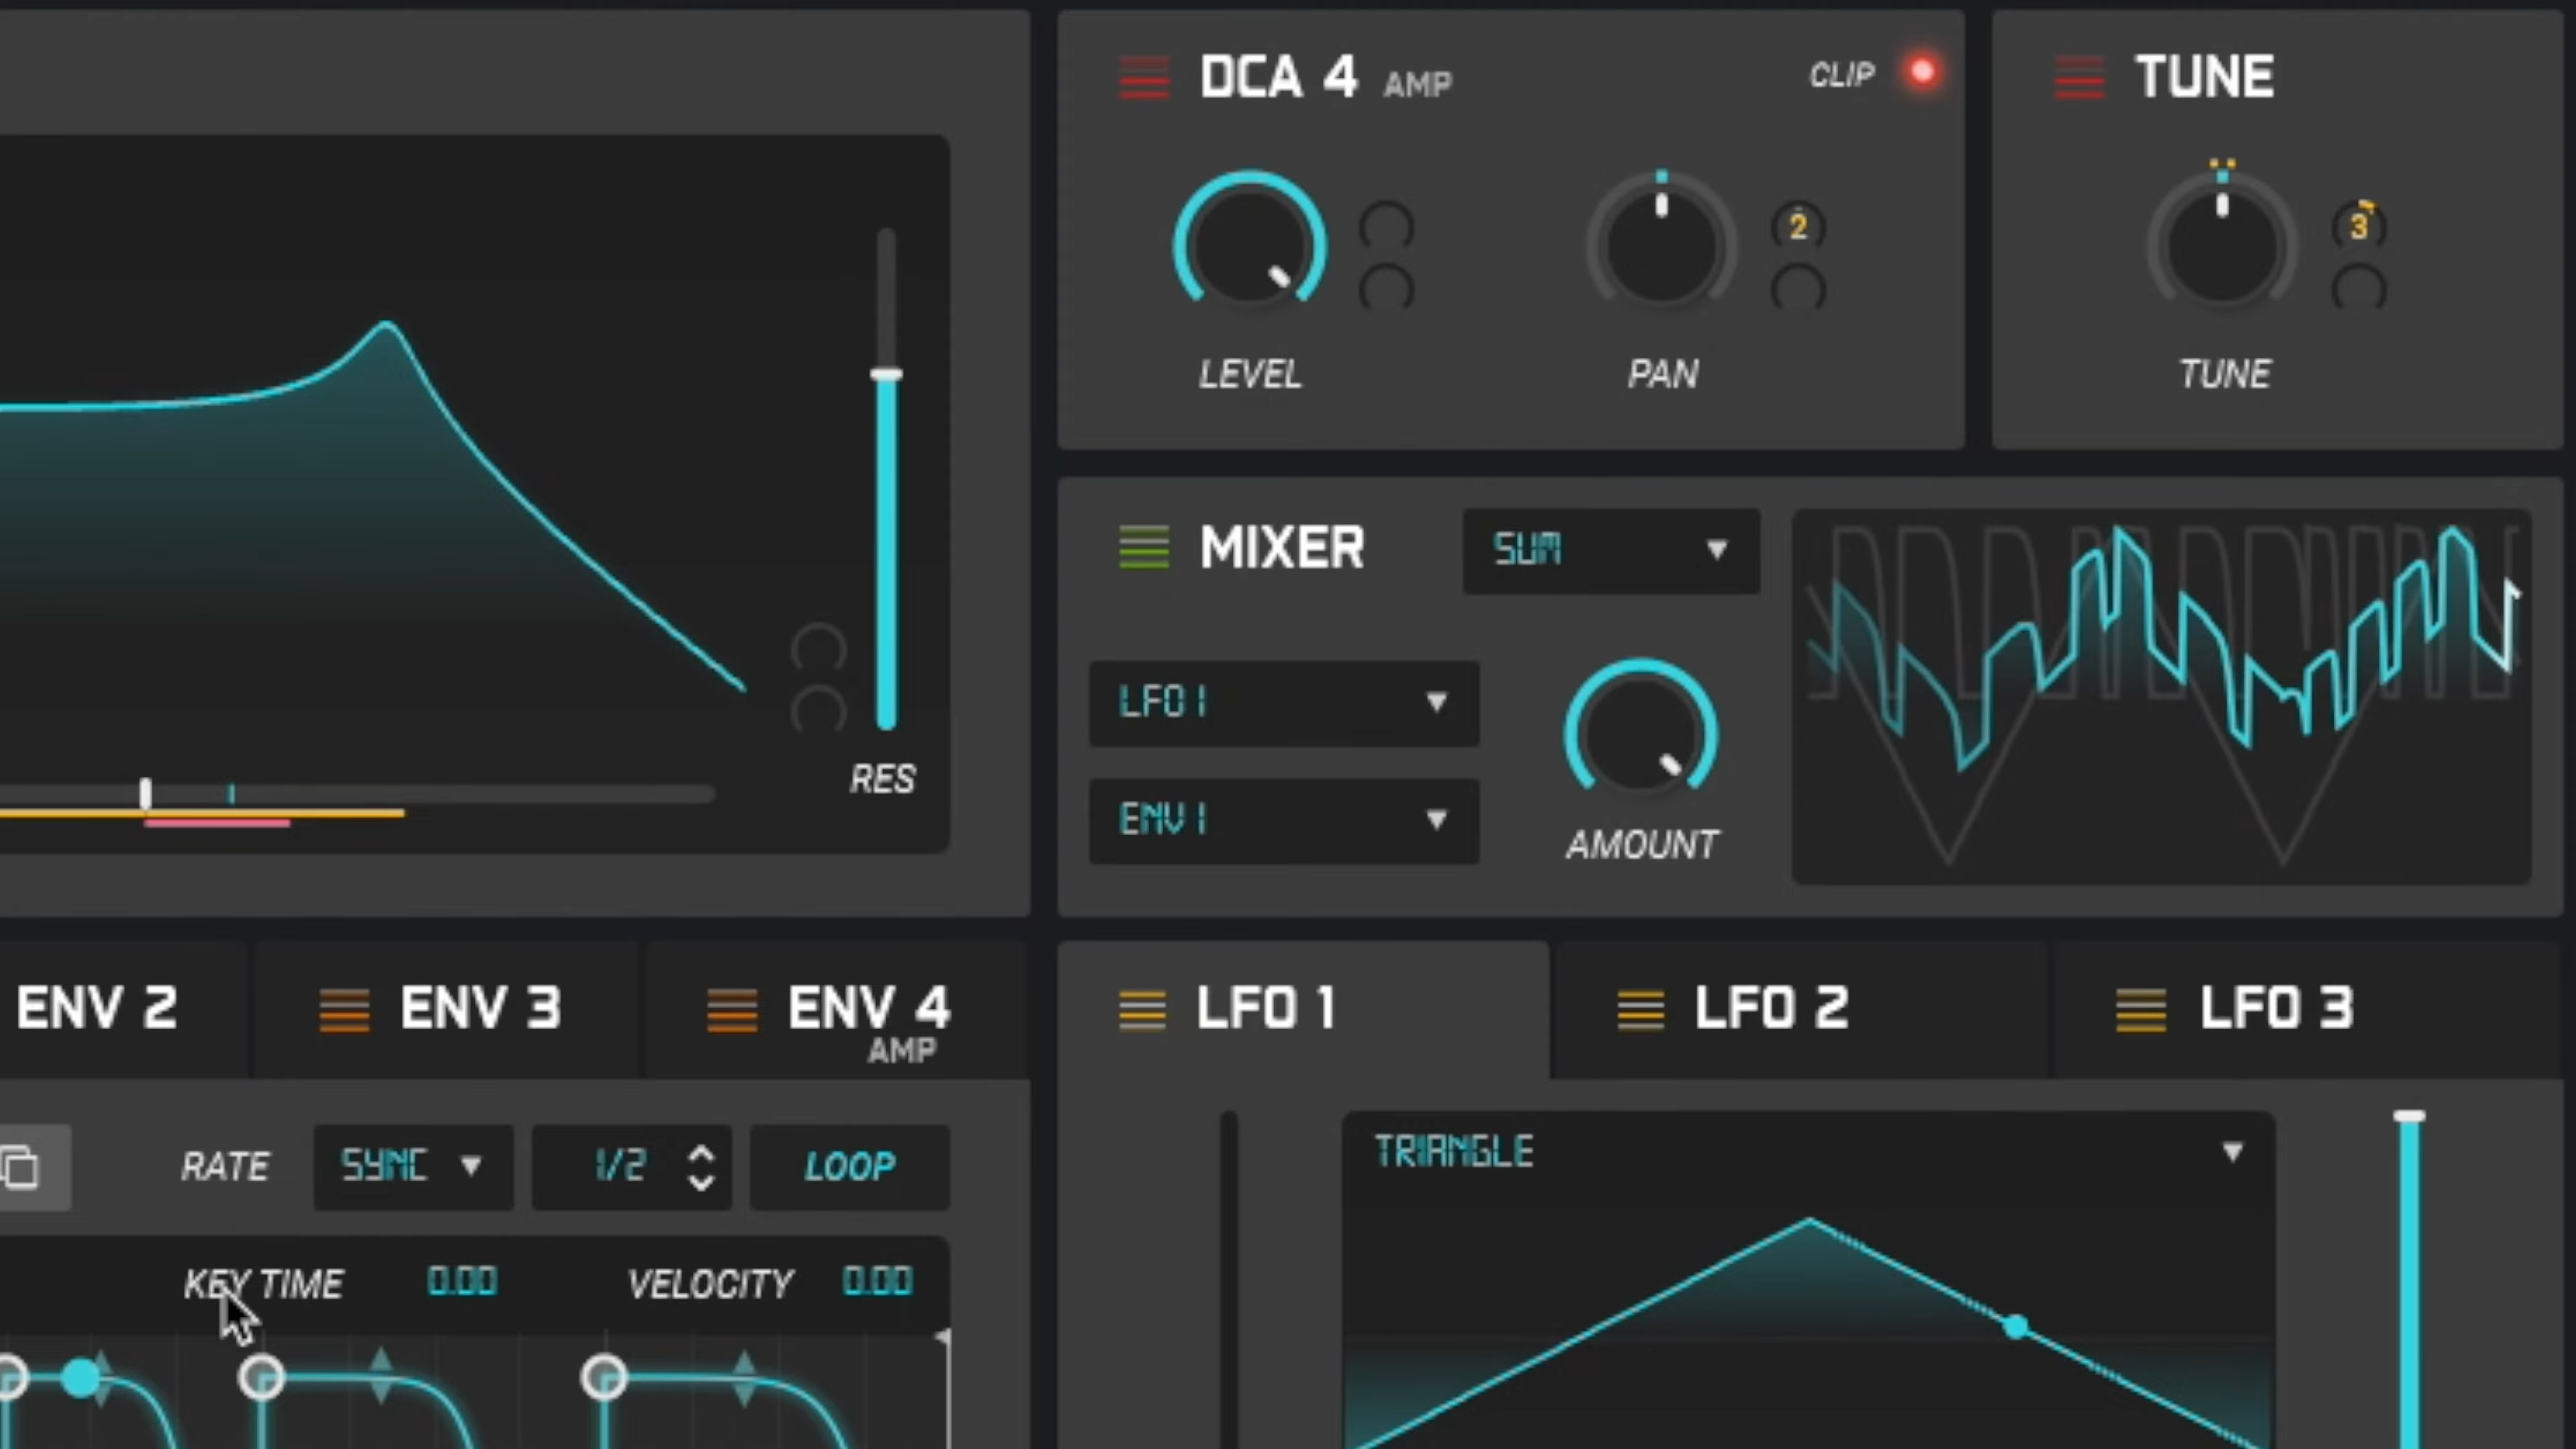 DCA 4 AMP
CLIP
TUNE
2
3
LEVEL
PAN
TUNE
MIXER
SUM
LFO 1
ENV 1
AMOUNT
RES
ENV 2
ENV 3
ENV 4
AMP
LFO 1
LFO 2
LFO 3
RATE
SYNC
1/2
LOOP
TRIANGLE
KEY TIME
0.00
VELOCITY
0.00